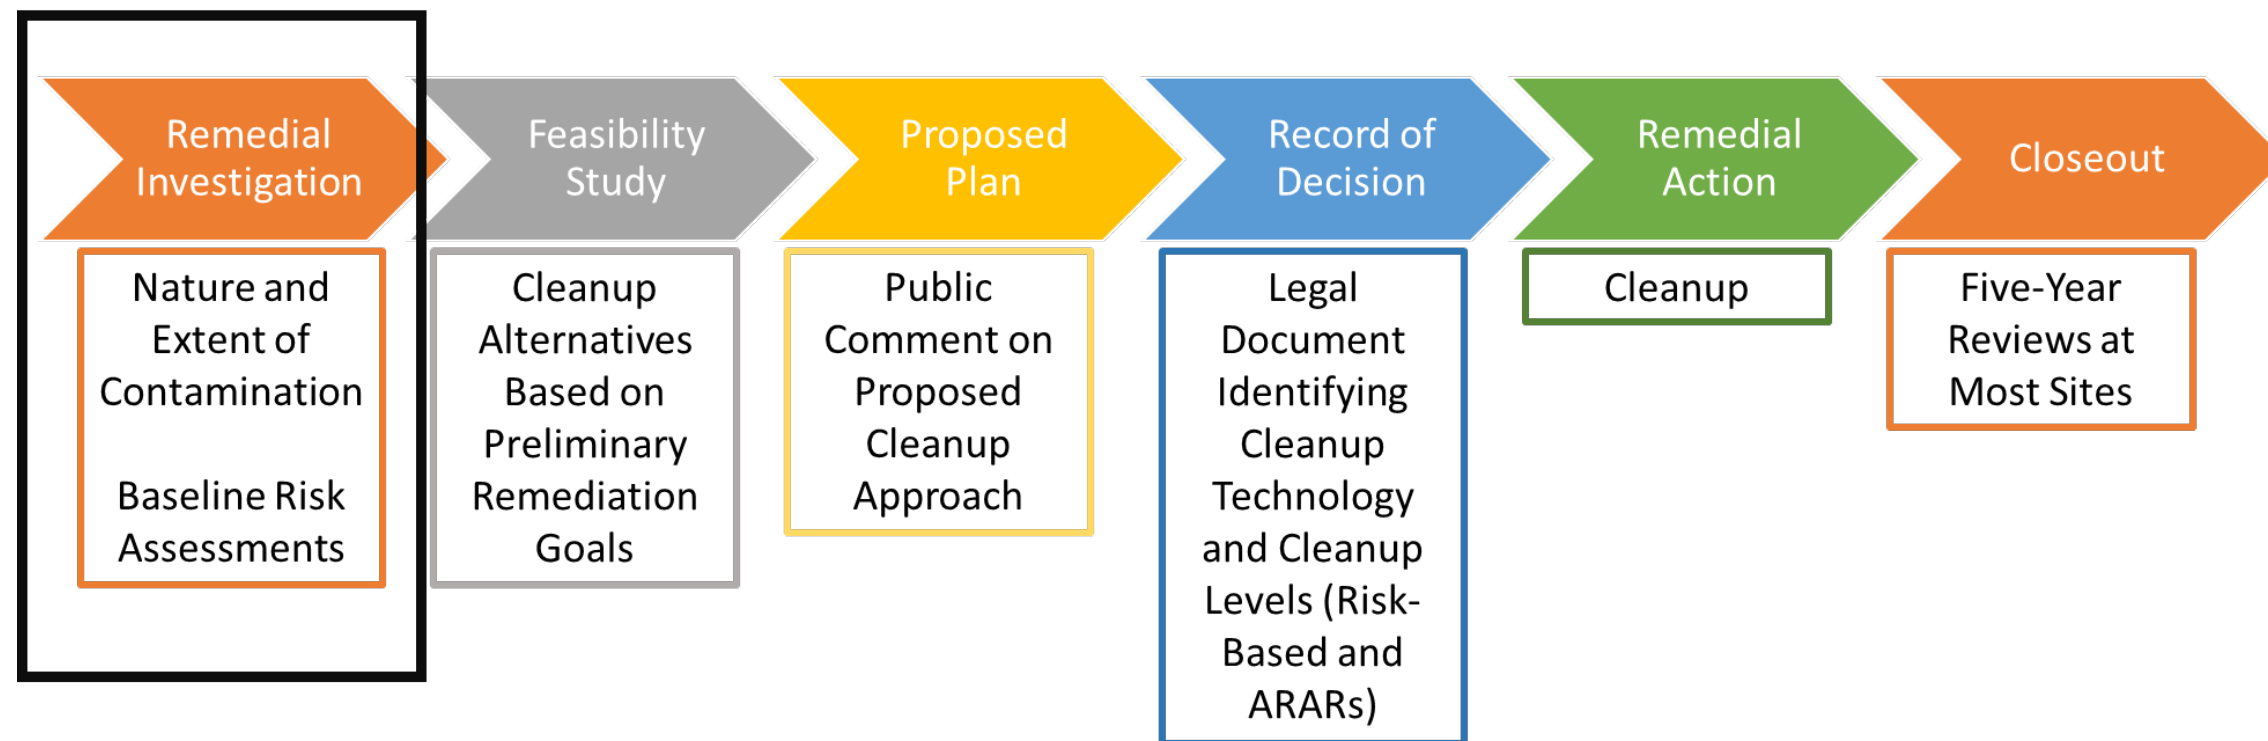 Remedial
Investigation
Feasibility
Study
Proposed
Plan
Record of
Decision
Remedial
Action
Closeout
Nature and
Extent of
Contamination
Baseline Risk
Assessments
Cleanup
Alternatives
Based on
Preliminary
Remediation
Goals
Public
Comment on
Proposed
Cleanup
Approach
Legal
Document
Identifying
Cleanup
Technology
and Cleanup
Levels (Risk-
Based and
ARARs)
Cleanup
Five-Year
Reviews at
Most Sites